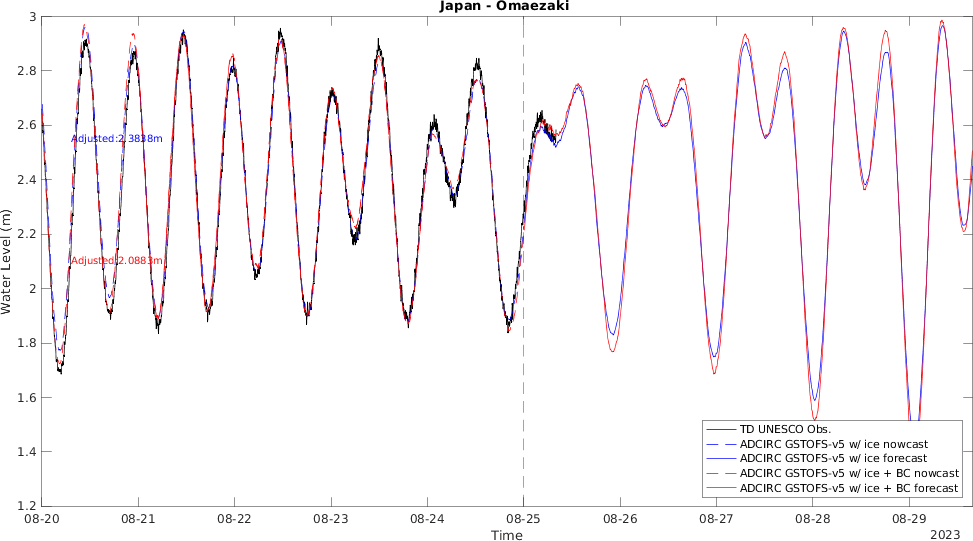 Japan - Omaezaki
Water Level (m)
3
2.8
2.6
2.4
2.2
2
1.8
1.6
1.4
1.2
Adjusted:2.3838m
Adjusted:2.0883m
TD UNESCO Obs.
ADCIRC GSTOFS-v5 w/ ice nowcast
ADCIRC GSTOFS-v5 w/ ice forecast
ADCIRC GSTOFS-v5 w/ ice + BC nowcast
ADCIRC GSTOFS-v5 w/ ice + BC forecast
08-20 08-21 08-22 08-23 08-24 08-25 08-26 08-27 08-28 08-29
Time
2023